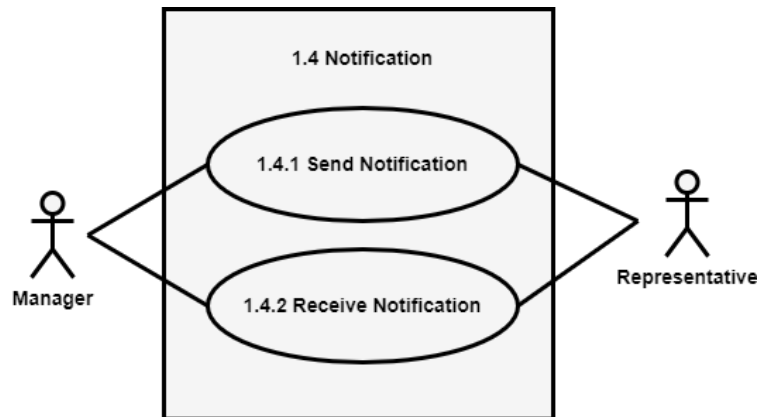 1.4 Notification
1.4.1 Send Notification
1.4.2 Receive Notification
Manager
Representative